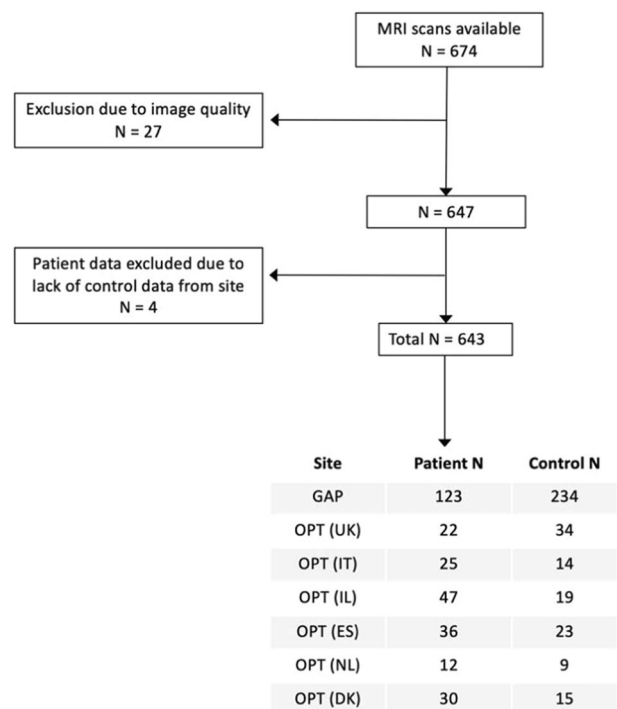 MRI scans available
N = 674
Exclusion due to image quality
N = 27
N = 647
Patient data excluded due to
lack of control data from site
N = 4
Total N = 643
Site Patient N Control N
GAP 123 234
OPT (UK) 22 34
OPT (IT) 25 14
OPT (IL) 47 19
OPT (ES) 36 23
OPT (NL) 12 9
OPT (DK) 30 15